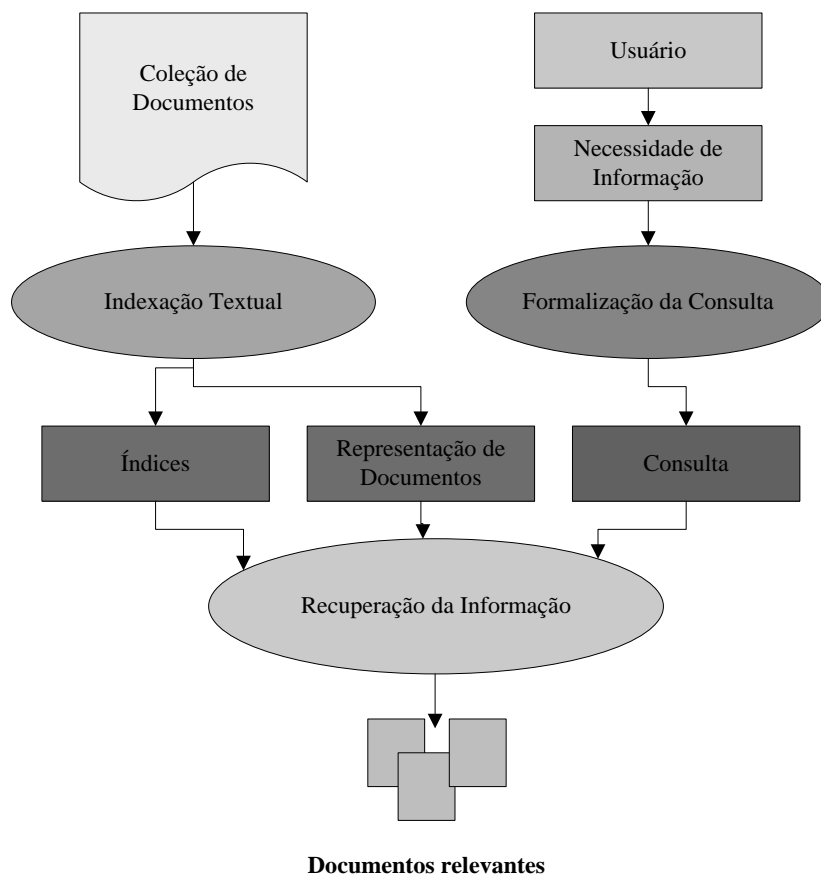 Coleção de
Documentos
Usuário
Necessidade de
Informação
Indexação Textual
Formalização da Consulta
Índices
Representação de
Documentos
Consulta
Recuperação da Informação
Documentos relevantes